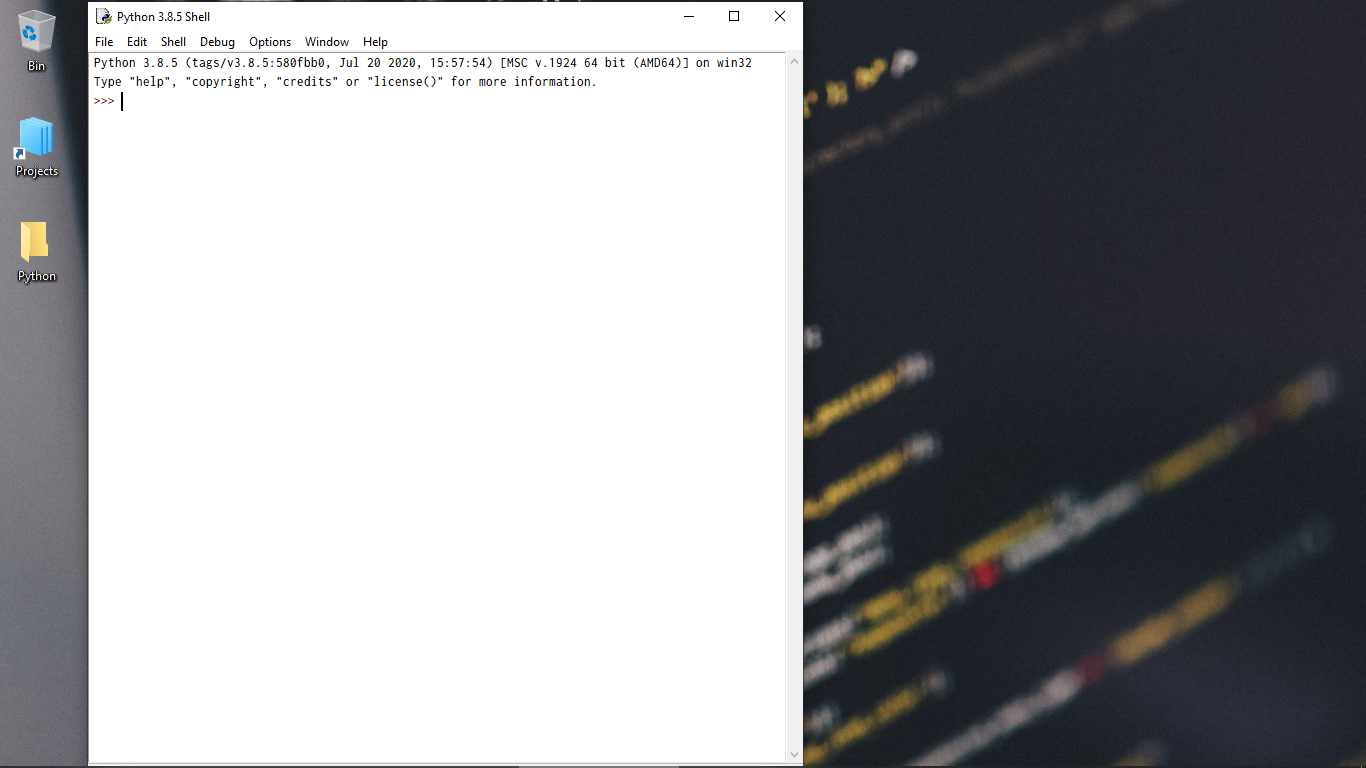 Python 3.8.5 Shell
File Edit Shell Debug Options Window Help
Python 3.8.5 (tags/v3.8.5:580fbb0, Jul 20 2020, 15:57:54) [MSC v.1924 64 bit (AMD64)] on win32
Type "help", "copyright", "credits" or "license()" for more information.
>>>
Bin
Projects
Python